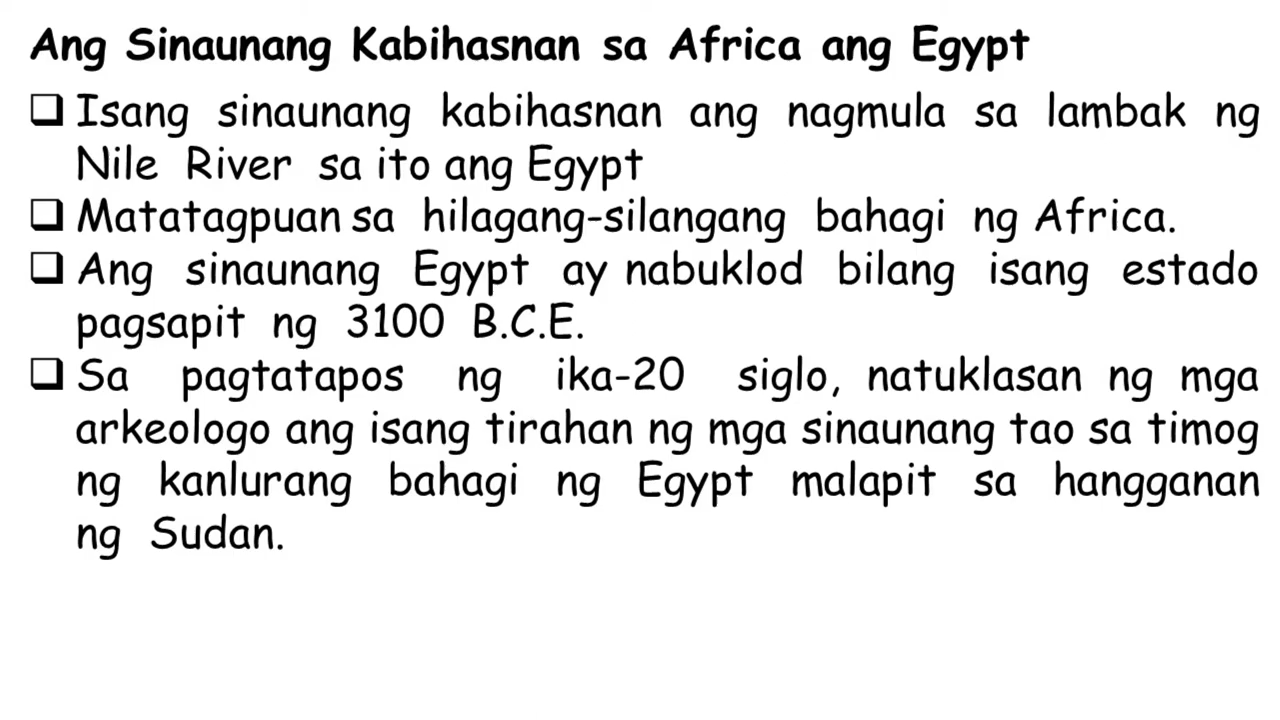 Ang Sinaunang Kabihasnan sa Africa ang Egypt
❑ Isang sinaunang kabihasnan ang nagmula sa lambak ng
Nile River sa ito ang Egypt
❑ Matatagpuan sa hilagang-silangang bahagi ng Africa.
❑ Ang sinaunang Egypt ay nabuklod bilang isang estado
pagsapit ng 3100 B.C.E.
❑ Sa pagtatapos ng ika-20 siglo, natuklasan ng mga
arkeologo ang isang tirahan ng mga sinaunang tao sa timog
ng kanlurang bahagi ng Egypt malapit sa hangganan
ng Sudan.